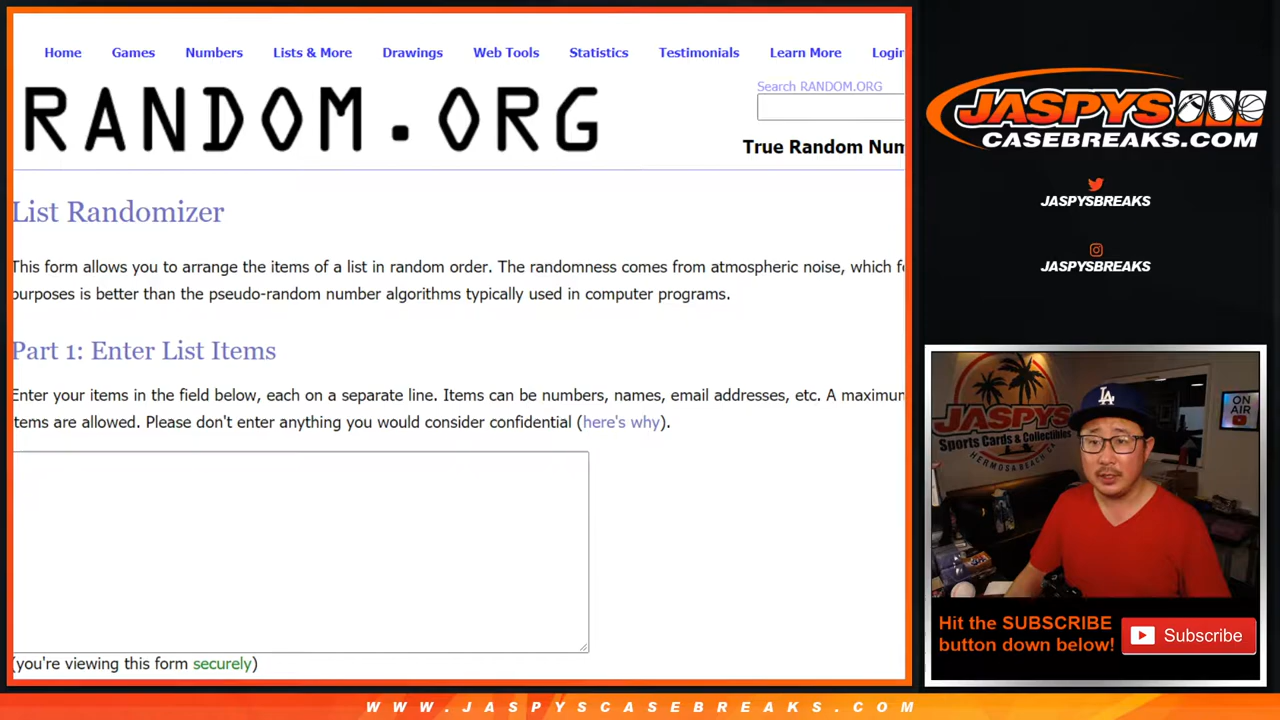 Home Games Numbers Lists & More Drawings Web Tools Statistics Testimonials Learn More Login
RANDOM.ORG
Search RANDOM.ORG
True Random Num
List Randomizer
This form allows you to arrange the items of a list in random order. The randomness comes from atmospheric noise, which f
purposes is better than the pseudo-random number algorithms typically used in computer programs.
Part 1: Enter List Items
Enter your items in the field below, each on a separate line. Items can be numbers, names, email addresses, etc. A maximum
items are allowed. Please don't enter anything you would consider confidential (here's why).
(you're viewing this form securely)
JASPYS
CASEBREAKS.COM
JASPYSBREAKS
JASPYSBREAKS
JASPYS
Sports Cards & Collectibles
HERMOSA BEACH, CA
LA
ON
AIR
Hit the SUBSCRIBE
button down below!
Subscribe
WWW.JASPYSCASEBREAKS.COM